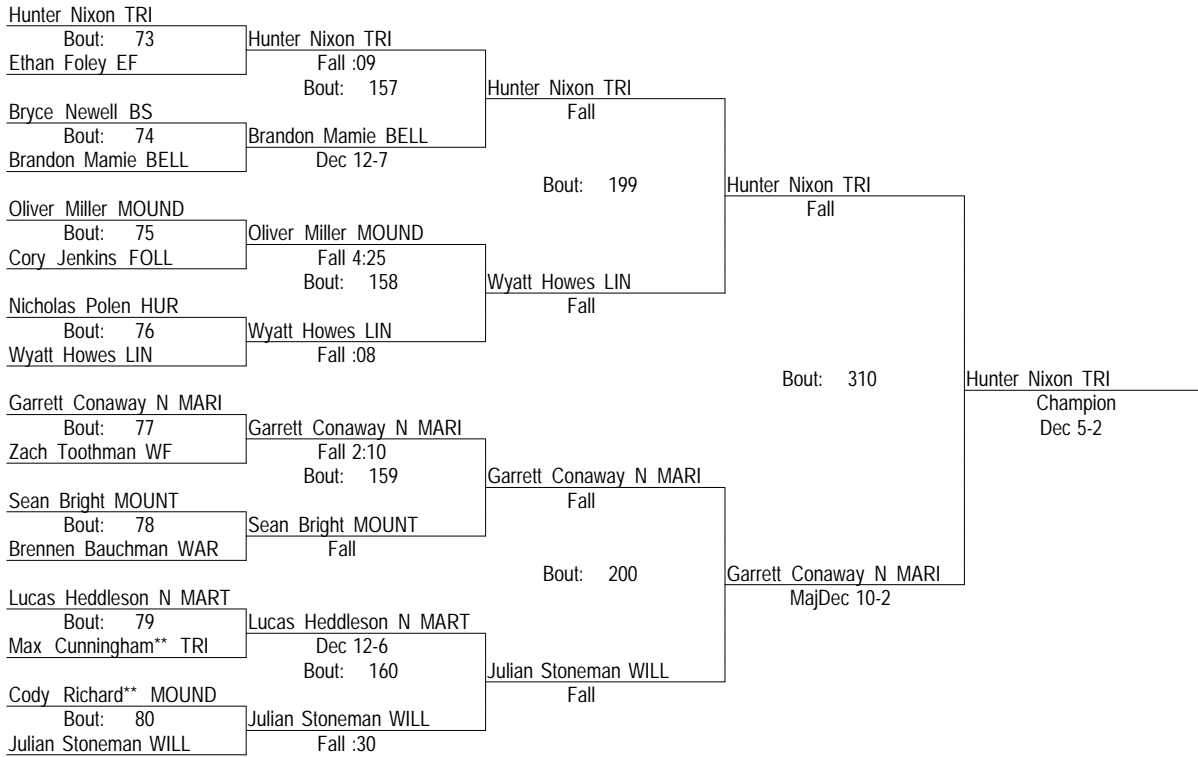 Hunter Nixon TRI
Bout: 73
Ethan Foley EF
Bryce Newell BS
Bout: 74
Brandon Mamie BELL
Oliver Miller MOUND
Bout: 75
Cory Jenkins FOLL
Nicholas Polen HUR
Bout: 76
Wyatt Howes LIN
Garrett Conaway N MARI
Bout: 77
Zach Toothman WF
Sean Bright MOUNT
Bout: 78
Brennen Bauchman WAR
Lucas Heddleson N MART
Bout: 79
Max Cunningham** TRI
Cody Richard** MOUND
Bout: 80
Julian Stoneman WILL
Hunter Nixon TRI
Fall :09
Bout: 157
Brandon Mamie BELL
Dec 12-7
Oliver Miller MOUND
Fall 4:25
Bout: 158
Wyatt Howes LIN
Fall :08
Garrett Conaway N MARI
Fall 2:10
Bout: 159
Sean Bright MOUNT
Fall
Lucas Heddleson N MART
Dec 12-6
Bout: 160
Julian Stoneman WILL
Fall :30
Hunter Nixon TRI
Fall
Bout: 199
Wyatt Howes LIN
Fall
Garrett Conaway N MARI
Fall
Bout: 200
Julian Stoneman WILL
Fall
Hunter Nixon TRI
Fall
Bout: 310
Garrett Conaway N MARI
MajDec 10-2
Hunter Nixon TRI
Champion
Dec 5-2